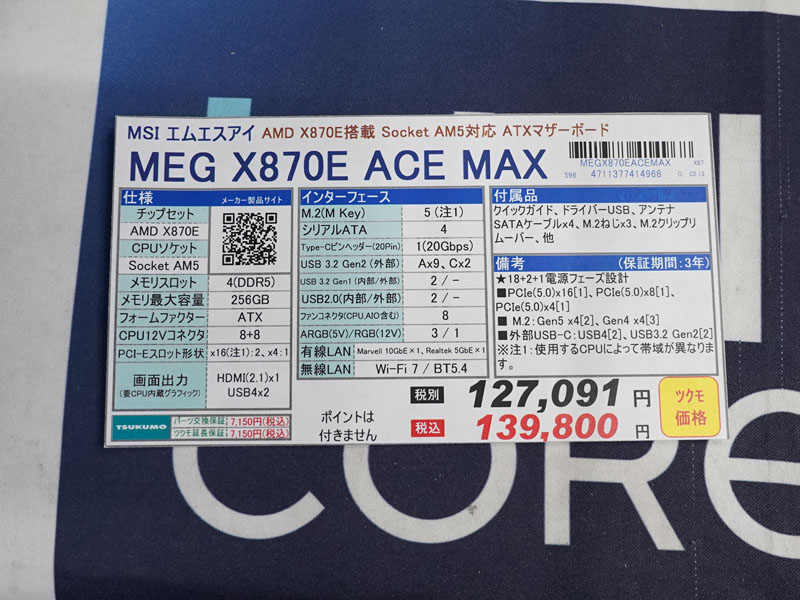 MSI エムエスアイ AMD X870E搭載 Socket AM5対応 ATXマザーボード
MEG X870E ACE MAX
MEGX870EACEMAX X87
596 4711377414968 G 02.13
仕様 メーカー製品サイト
チップセット
AMD X870E
CPUソケット
Socket AM5
メモリスロット 4(DDR5)
メモリ最大容量 256GB
フォームファクター ATX
CPU12Vコネクタ 8+8
PCI-Eスロット形状 x16(注1):2、x4:1
画面出力
(要CPU内蔵グラフィック)
HDMI(2.1)x1
USB4x2
インターフェース
M.2(M Key) 5 (注1)
シリアルATA 4
Type-Cピンヘッダー(20Pin) 1(20Gbps)
USB 3.2 Gen2 (外部) Ax9、Cx2
USB 3.2 Gen1 (内部/外部) 2 / -
USB2.0(内部/外部) 2 / -
ファンコネクタ(CPU,AIO含む) 8
ARGB(5V)/RGB(12V) 3 / 1
有線LAN Marvell 10GbE×1、Realtek 5GbE×1
無線LAN Wi-Fi 7 / BT5.4
付属品
クイックガイド、ドライバーUSB、アンテナ
SATAケーブル×4、M.2ねじ×3、M.2クリップリ
ムーバー、他
備考 (保証期間:3年)
★18+2+1電源フェーズ設計
■PCIe(5.0)x16[1]、PCIe(5.0)x8[1]、
PCIe(5.0)x4[1]
■ M.2:Gen5 x4[2]、Gen4 x4[3]
■外部USB-C:USB4[2]、USB3.2 Gen2[2]
※注1:使用するCPUによって帯域が異なりま
す。
TSUKUMO パーツ交換保証 7,150円(税込)
ツクモ延長保証 7,150円(税込)
ポイントは
付きません
税別 127,091 円
税込 139,800 円
ツクモ
価格
CORe